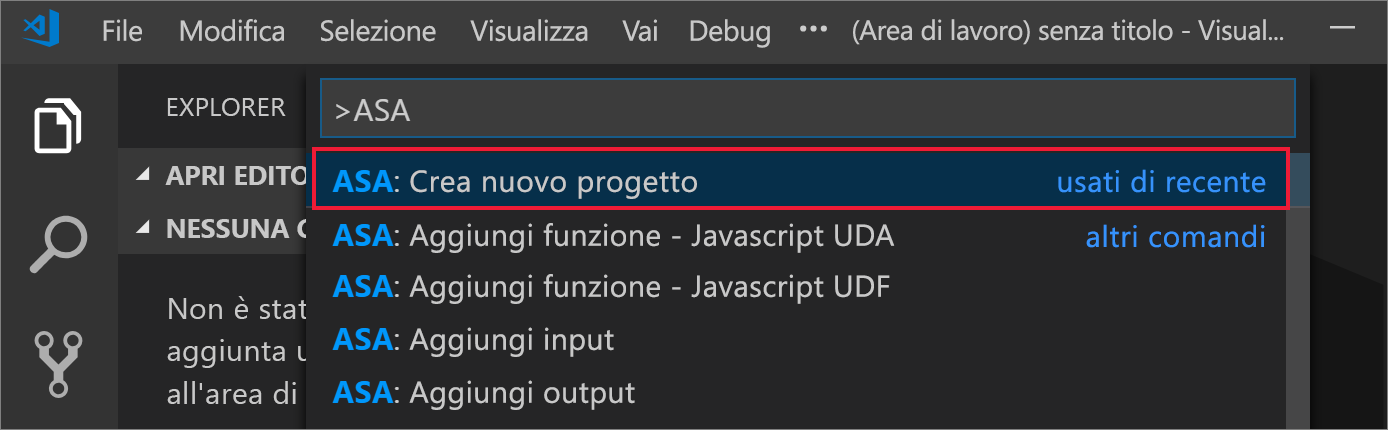 File Modifica Selezione Visualizza Vai Debug ··· (Area di lavoro) senza titolo - Visual...
EXPLORER
>ASA
APRI EDITO
NESSUNA
Non è stat
aggiunta u
all'area di
ASA: Crea nuovo progetto usati di recente
ASA: Aggiungi funzione - Javascript UDA altri comandi
ASA: Aggiungi funzione - Javascript UDF
ASA: Aggiungi input
ASA: Aggiungi output